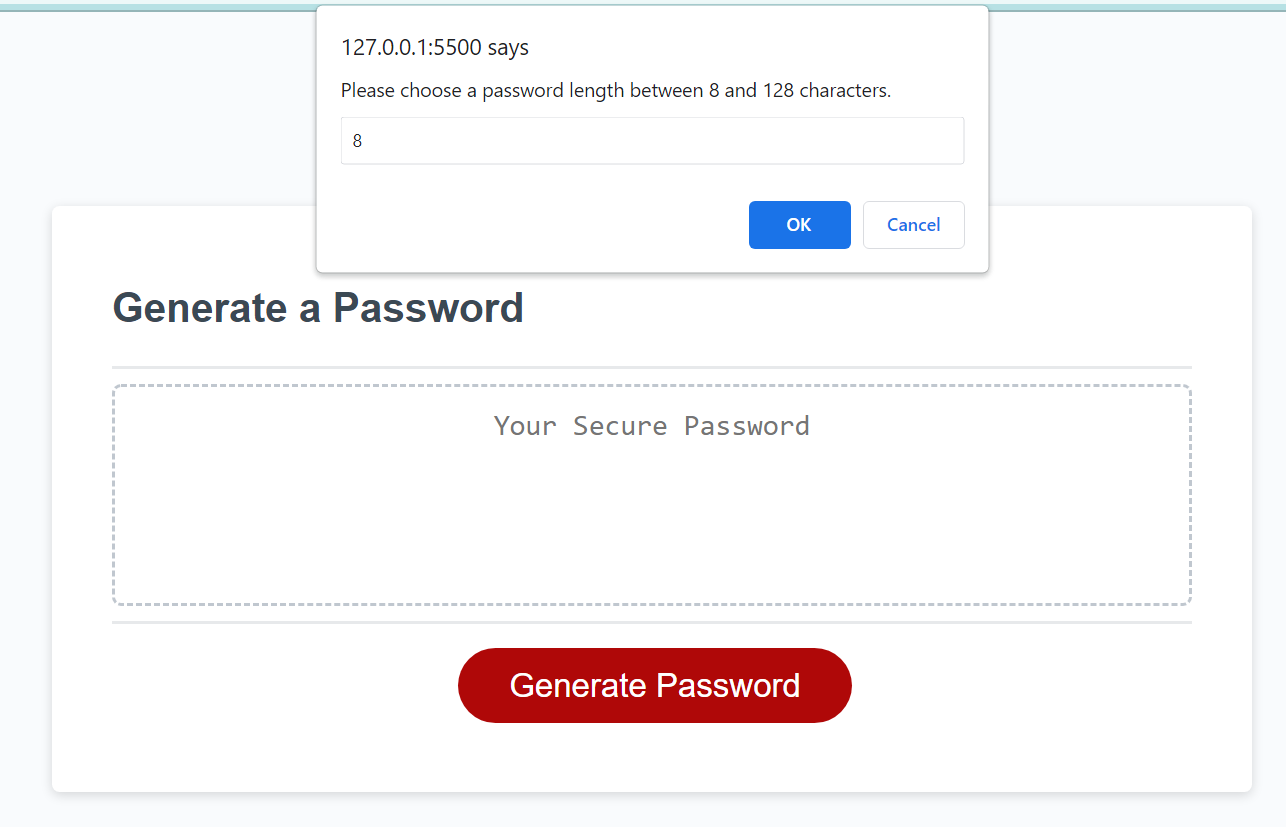 127.0.0.1:5500 says
Please choose a password length between 8 and 128 characters.
8
OK
Cancel
Generate a Password
Your Secure Password
Generate Password